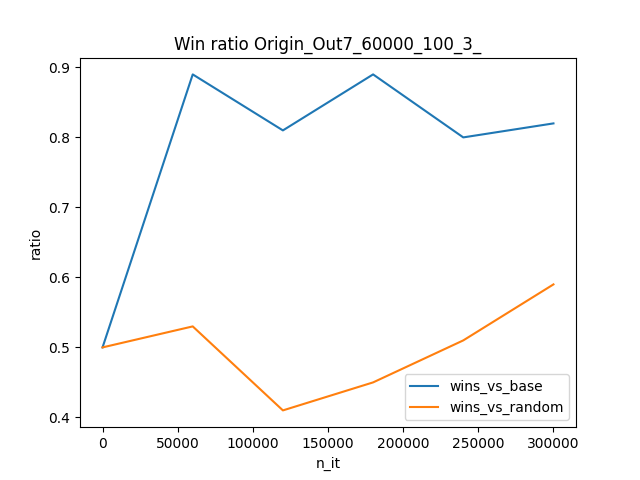 Win ratio Origin_Out7_60000_100_3_
0.9
0.8
0.7
0.6
0.5
0.4
ratio
wins_vs_base
wins_vs_random
0 50000 100000 150000 200000 250000 300000
n_it